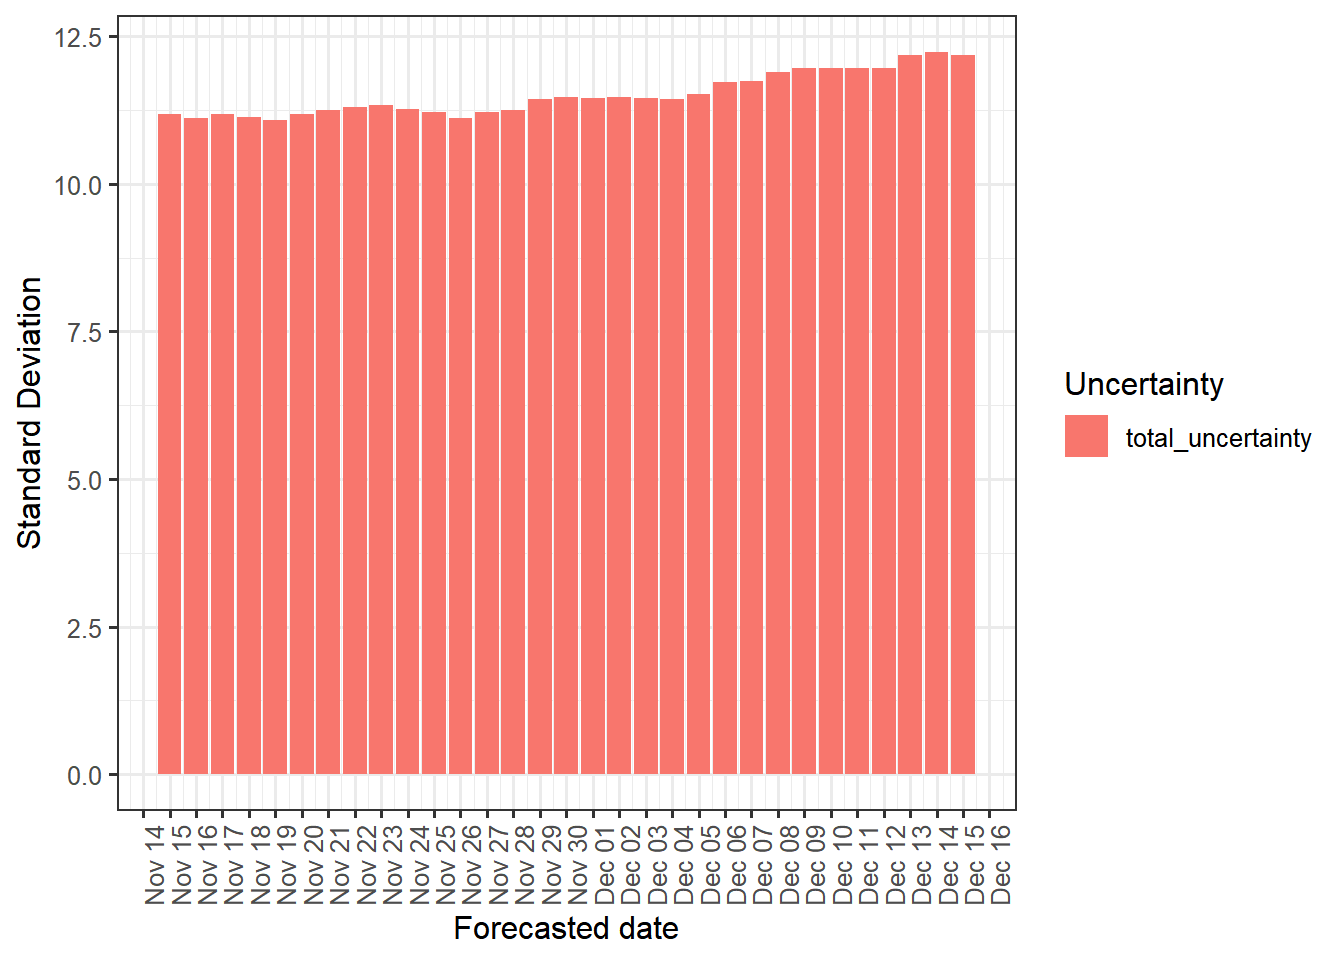 12.5
10.0
7.5
5.0
2.5
0.0
Standard Deviation
Nov 14
Nov 15
Nov 16
Nov 17
Nov 18
Nov 19
Nov 20
Nov 21
Nov 22
Nov 23
Nov 24
Nov 25
Nov 26
Nov 27
Nov 28
Nov 29
Nov 30
Dec 01
Dec 02
Dec 03
Dec 04
Dec 05
Dec 06
Dec 07
Dec 08
Dec 09
Dec 10
Dec 11
Dec 12
Dec 13
Dec 14
Dec 15
Dec 16
Forecasted date
Uncertainty
total_uncertainty